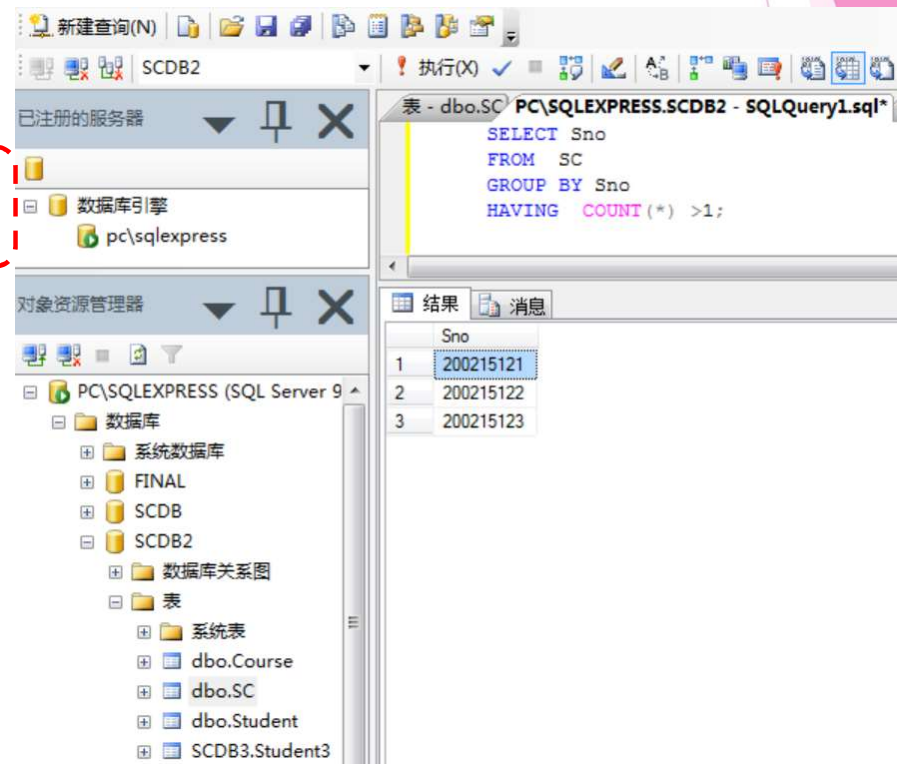 新建查询(N)
SCDB2
执行(X)
已注册的服务器
数据库引擎
pc\sqlexpress
对象资源管理器
PC\SQLEXPRESS (SQL Server 9
数据库
系统数据库
FINAL
SCDB
SCDB2
数据库关系图
表
系统表
dbo.Course
dbo.SC
dbo.Student
SCDB3.Student3
表 - dbo.SC PC\SQLEXPRESS.SCDB2 - SQLQuery1.sql*
SELECT Sno
FROM SC
GROUP BY Sno
HAVING COUNT(*) >1;
结果 消息
Sno
1 200215121
2 200215122
3 200215123